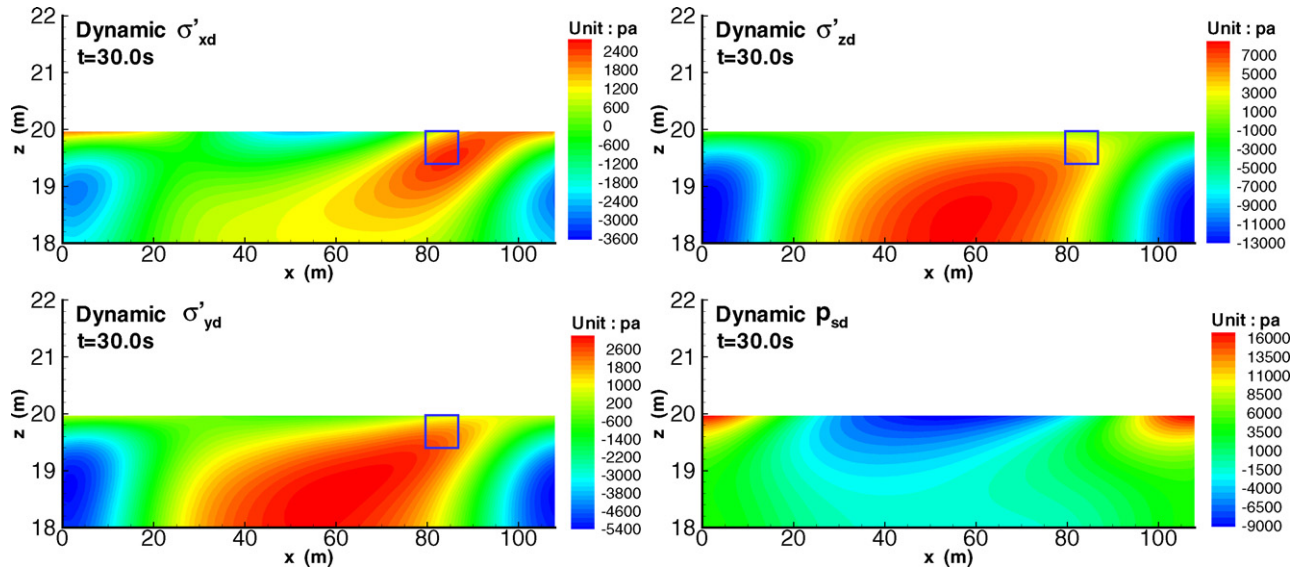 Dynamic σ'xd
t=30.0s
Unit : pa
2400
1800
1200
600
0
-600
-1200
-1800
-2400
-3000
-3600
z (m)
22
21
20
19
18
0 20 40 60 80 100
x (m)
Dynamic σ'zd
t=30.0s
Unit : pa
7000
5000
3000
1000
-1000
-3000
-5000
-7000
-9000
-11000
-13000
z (m)
22
21
20
19
18
0 20 40 60 80 100
x (m)
Dynamic σ'yd
t=30.0s
Unit : pa
2600
1800
1000
200
-600
-1400
-2200
-3000
-3800
-4600
-5400
z (m)
22
21
20
19
18
0 20 40 60 80 100
x (m)
Dynamic psd
t=30.0s
Unit : pa
16000
13500
11000
8500
6000
3500
1000
-1500
-4000
-6500
-9000
z (m)
22
21
20
19
18
0 20 40 60 80 100
x (m)